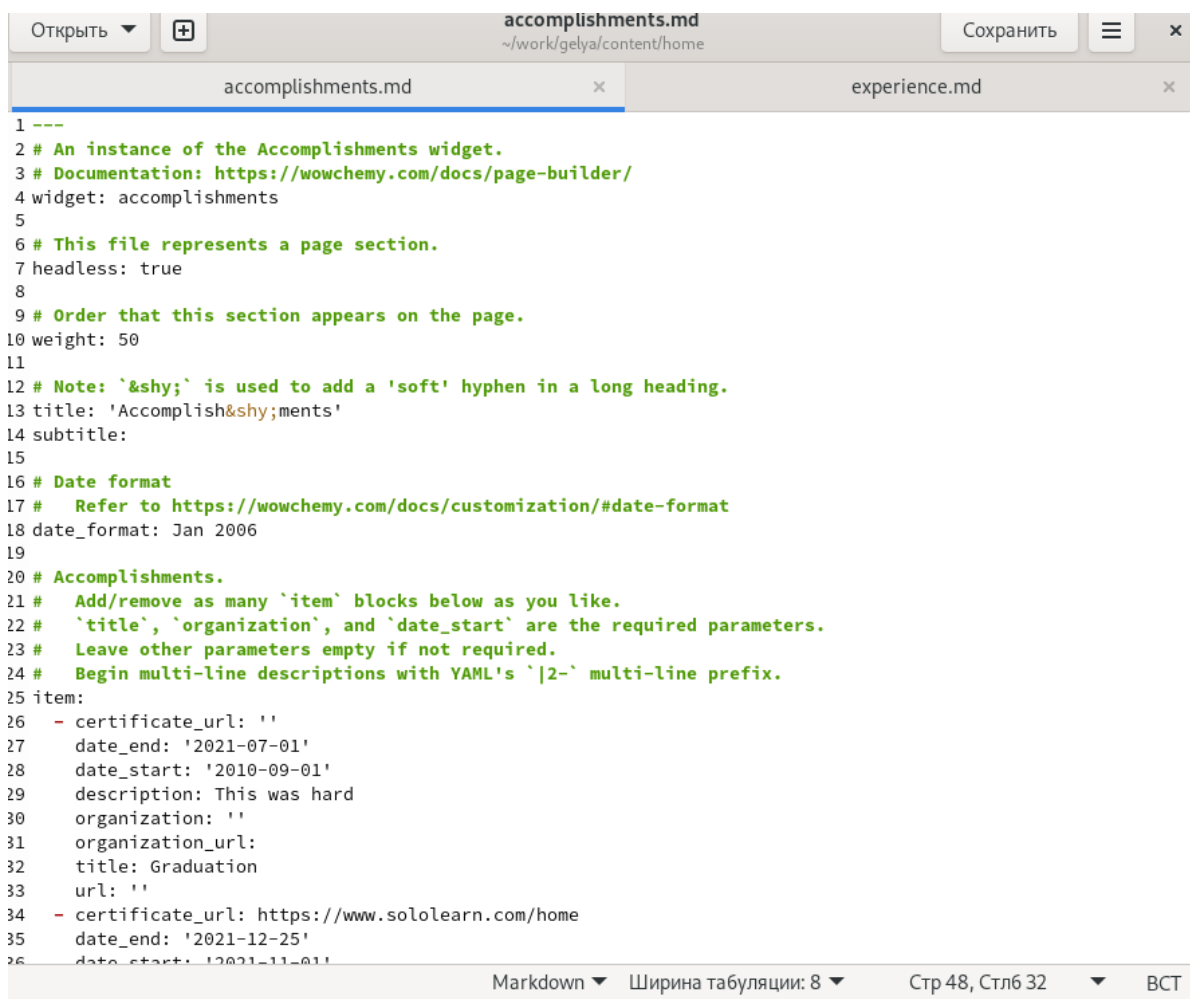 Открыть
accomplishments.md
~/work/gelya/content/home
Сохранить
accomplishments.md
experience.md
1 ---
2 # An instance of the Accomplishments widget.
3 # Documentation: https://wowchemy.com/docs/page-builder/
4 widget: accomplishments
5
6 # This file represents a page section.
7 headless: true
8
9 # Order that this section appears on the page.
10 weight: 50
11
12 # Note: `&shy;` is used to add a 'soft' hyphen in a long heading.
13 title: 'Accomplish&shy;ments'
14 subtitle:
15
16 # Date format
17 #   Refer to https://wowchemy.com/docs/customization/#date-format
18 date_format: Jan 2006
19
20 # Accomplishments.
21 #   Add/remove as many `item` blocks below as you like.
22 #   `title`, `organization`, and `date_start` are the required parameters.
23 #   Leave other parameters empty if not required.
24 #   Begin multi-line descriptions with YAML's `|2-` multi-line prefix.
25 item:
26   - certificate_url: ''
27     date_end: '2021-07-01'
28     date_start: '2010-09-01'
29     description: This was hard
30     organization: ''
31     organization_url:
32     title: Graduation
33     url: ''
34   - certificate_url: https://www.sololearn.com/home
35     date_end: '2021-12-25'
36     date_start: '2021-11-01'
Markdown Ширина табуляции: 8 Стр 48, Стлб 32 ВСТ